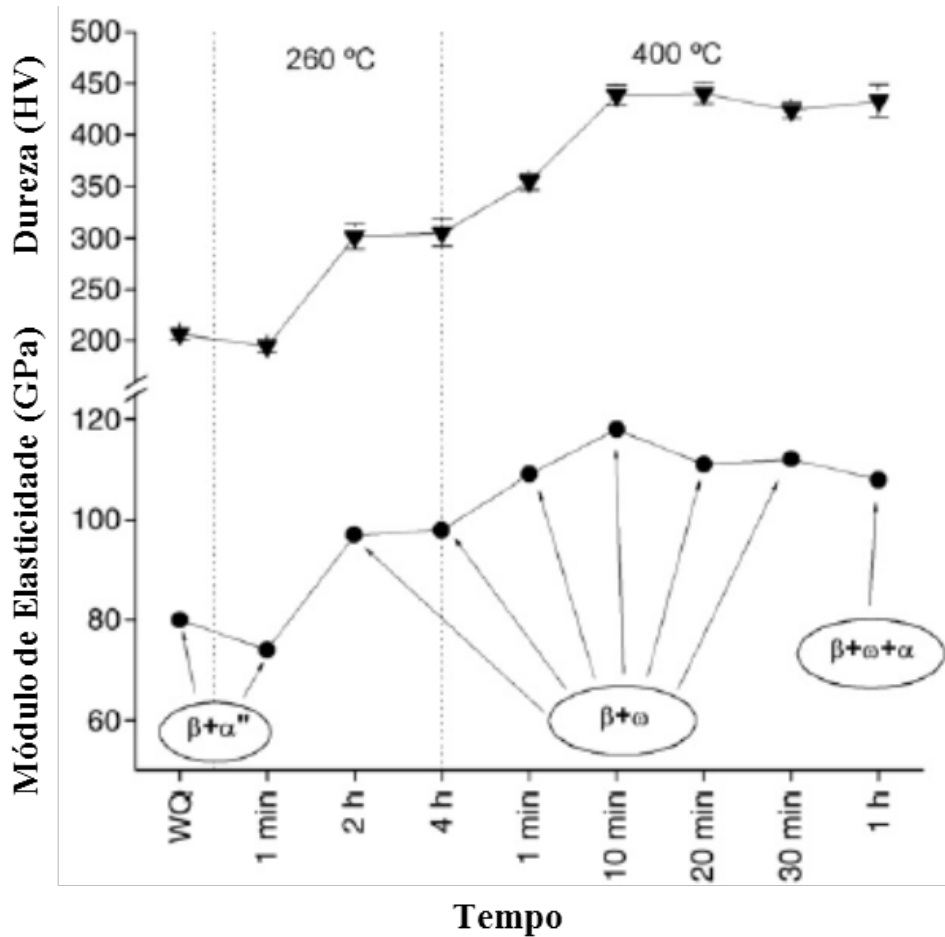 Dureza (HV)
Módulo de Elasticidade (GPa)
500
450
400
350
300
250
200
120
100
80
60
260 ºC
400 ºC
β+α"
β+ω
β+ω+α
WQ
1 min
2 h
4 h
1 min
10 min
20 min
30 min
1 h
Tempo